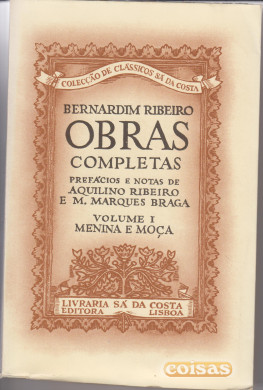 COLECÇÃO DE CLÁSSICOS SÁ DA COSTA
BERNARDIM RIBEIRO
OBRAS
COMPLETAS
PREFÁCIOS E NOTAS DE
AQUILINO RIBEIRO
E M. MARQUES BRAGA
VOLUME I
MENINA E MOÇA
LIVRARIA SÁ DA COSTA
EDITORA LISBOA
coisas